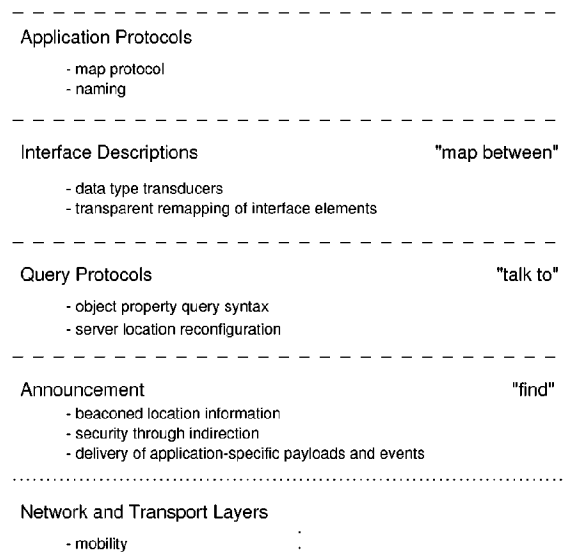 Application Protocols
- map protocol
- naming
Interface Descriptions "map between"
- data type transducers
- transparent remapping of interface elements
Query Protocols "talk to"
- object property query syntax
- server location reconfiguration
Announcement "find"
- beaconed location information
- security through indirection
- delivery of application-specific payloads and events
Network and Transport Layers
- mobility